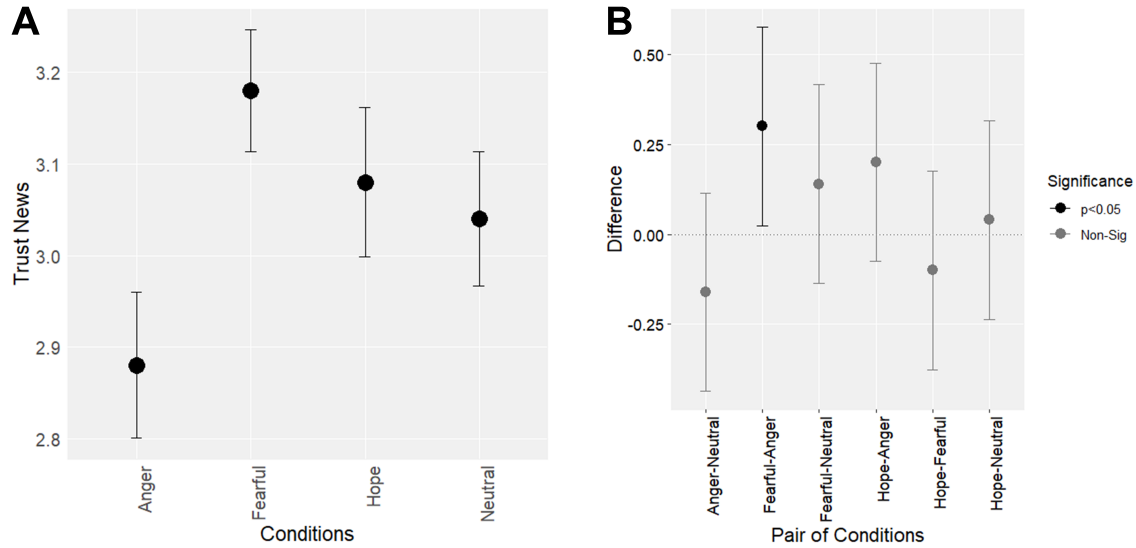 A
Trust News
3.2
3.1
3.0
2.9
2.8
Anger
Fearful
Hope
Neutral
Conditions
B
Difference
0.50
0.25
0.00
-0.25
Anger-Neutral
Fearful-Anger
Fearful-Neutral
Hope-Anger
Hope-Fearful
Hope-Neutral
Pair of Conditions
Significance
p<0.05
Non-Sig